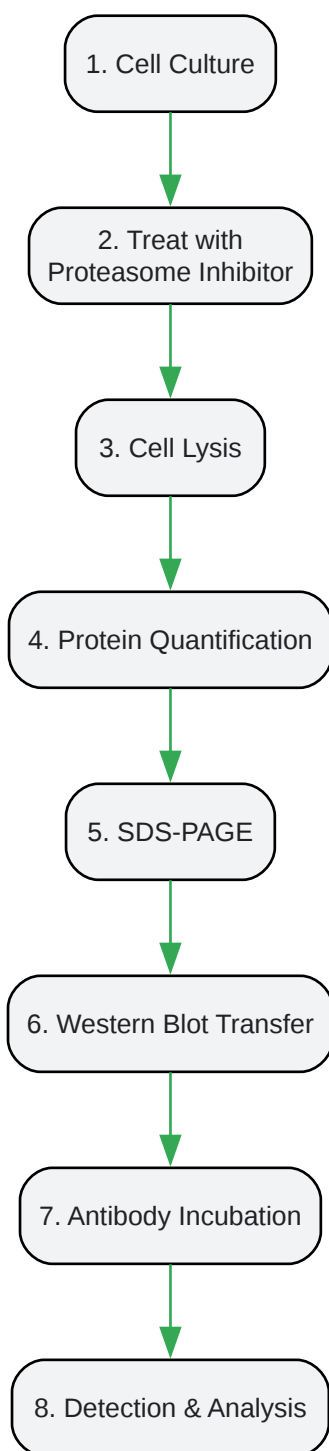 1. Cell Culture
2. Treat with
Proteasome Inhibitor
3. Cell Lysis
4. Protein Quantification
5. SDS-PAGE
6. Western Blot Transfer
7. Antibody Incubation
8. Detection & Analysis